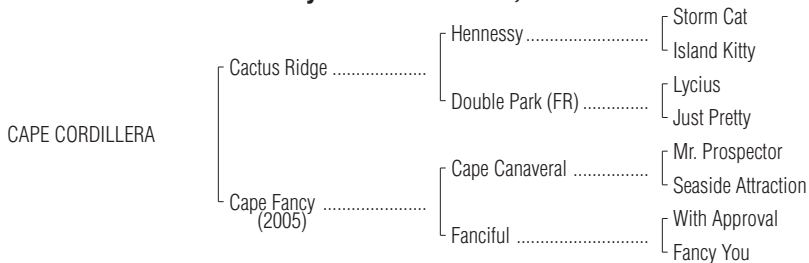 Storm Cat
Hennessy ............................
Island Kitty
Cactus Ridge .....................
Lycius
Double Park (FR) ...............
Just Pretty
CAPE CORDILLERA
Mr. Prospector
Cape Canaveral .................
Seaside Attraction
Cape Fancy .......................
(2005)
With Approval
Fanciful ..............................
Fancy You